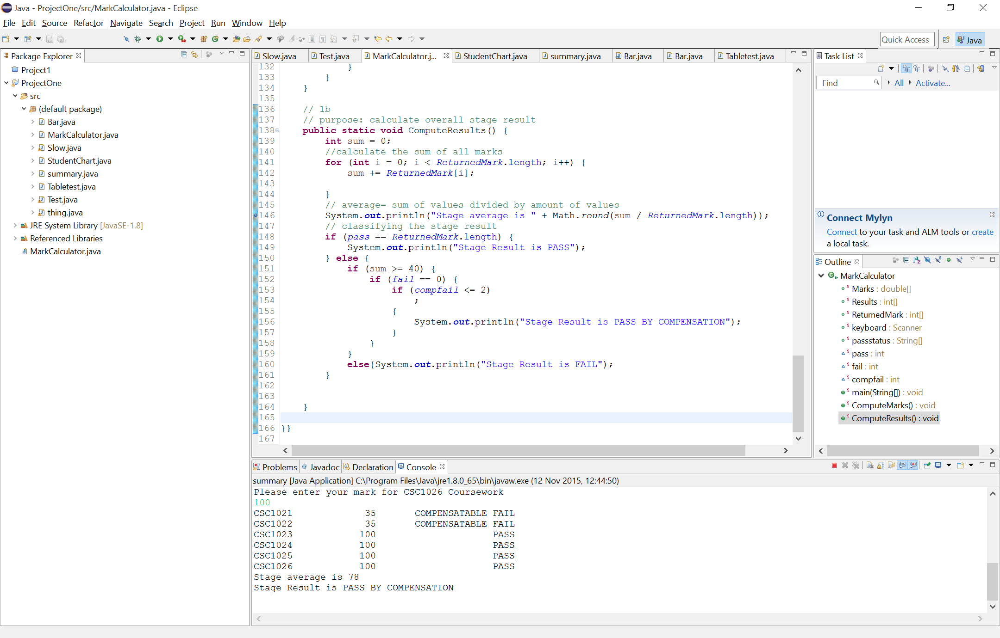 Java - ProjectOne/src/MarkCalculator.java - Eclipse
File Edit Source Refactor Navigate Search Project Run Window Help
Quick Access
Java
Package Explorer
Project1
ProjectOne
src
(default package)
Bar.java
MarkCalculator.java
Slow.java
StudentChart.java
summary.java
Tabletest.java
Test.java
thing.java
JRE System Library [JavaSE-1.8]
Referenced Libraries
MarkCalculator.java
Slow.java Test.java MarkCalculator.j... StudentChart.java summary.java Bar.java Bar.java Tabletest.java
132 }
133 }
134 }
135
136 // 1b
137 // purpose: calculate overall stage result
138 public static void ComputeResults() {
139 int sum = 0;
140 //calculate the sum of all marks
141 for (int i = 0; i < ReturnedMark.length; i++) {
142 sum += ReturnedMark[i];
143
144 }
145 // average= sum of values divided by amount of values
146 System.out.println("Stage average is " + Math.round(sum / ReturnedMark.length));
147 // classifying the stage result
148 if (pass == ReturnedMark.length) {
149 System.out.println("Stage Result is PASS");
150 } else {
151 if (sum >= 40) {
152 if (fail == 0) {
153 if (compfail <= 2)
154 ;
155 {
156 System.out.println("Stage Result is PASS BY COMPENSATION");
157 }
158 }
159 }
160 else{System.out.println("Stage Result is FAIL");
161 }
162
163
164 }
165
166 }}
167
Task List
Find All Activate...
Connect Mylyn
Connect to your task and ALM tools or create
a local task.
Outline
MarkCalculator
Marks : double[]
Results : int[]
ReturnedMark : int[]
keyboard : Scanner
passstatus : String[]
pass : int
fail : int
compfail : int
main(String[]) : void
ComputeMarks() : void
ComputeResults() : void
Problems @ Javadoc Declaration Console
summary [Java Application] C:\Program Files\Java\jre1.8.0_65\bin\javaw.exe (12 Nov 2015, 12:44:50)
Please enter your mark for CSC1026 Coursework
100
CSC1021 35 COMPENSATABLE FAIL
CSC1022 35 COMPENSATABLE FAIL
CSC1023 100 PASS
CSC1024 100 PASS
CSC1025 100 PASS
CSC1026 100 PASS
Stage average is 78
Stage Result is PASS BY COMPENSATION